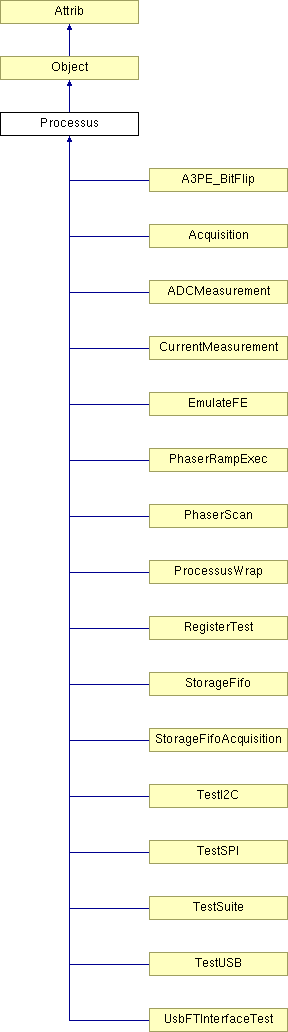 Attrib
Object
Processus
A3PE_BitFlip
Acquisition
ADCMeasurement
CurrentMeasurement
EmulateFE
PhaserRampExec
PhaserScan
ProcessusWrap
RegisterTest
StorageFifo
StorageFifoAcquisition
TestI2C
TestSPI
TestSuite
TestUSB
UsbFTInterfaceTest